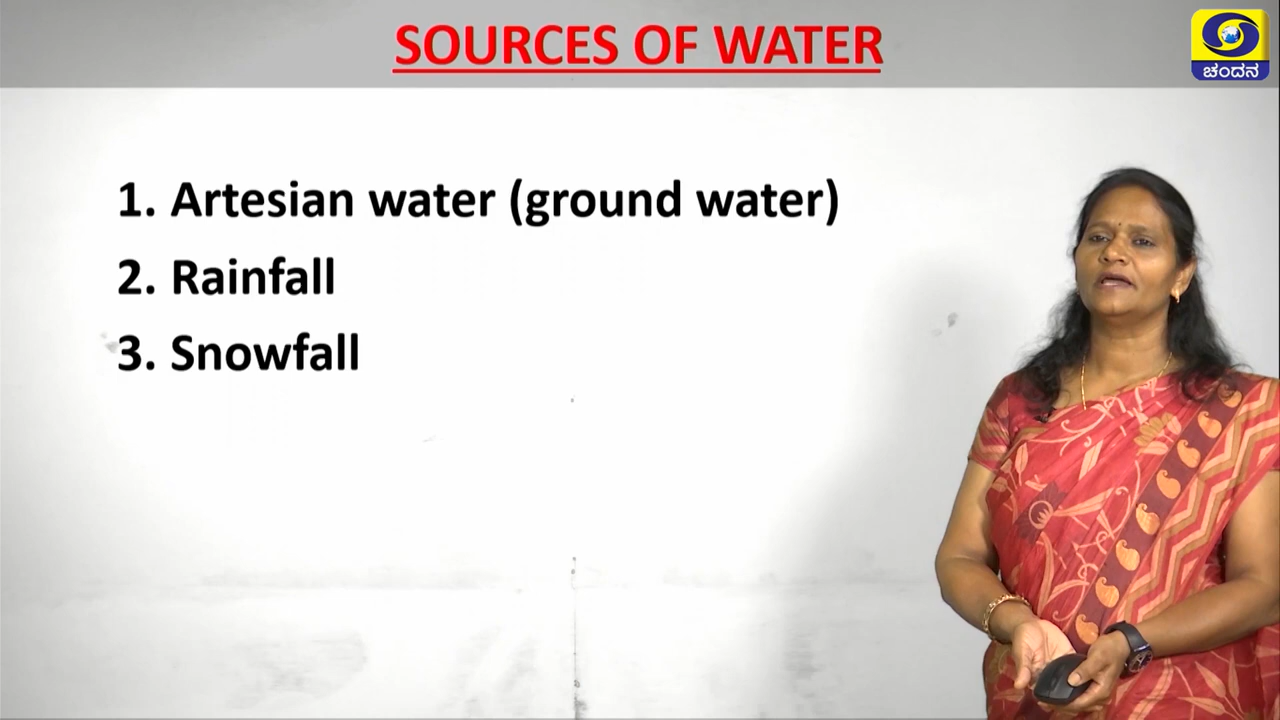 SOURCES OF WATER
ಚಂದನ
1. Artesian water (ground water)
2. Rainfall
3. Snowfall